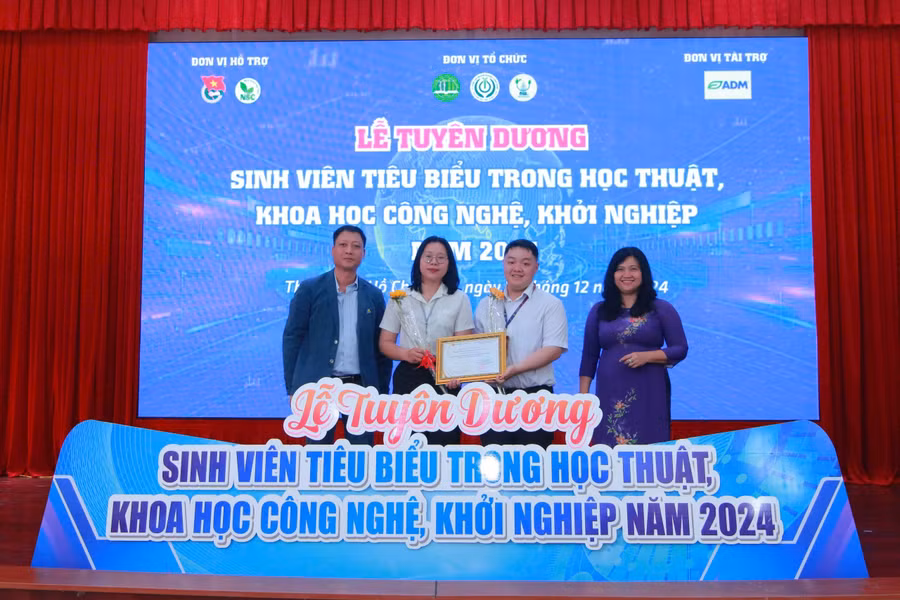 ĐƠN VỊ HỖ TRỢ
ĐƠN VỊ TỔ CHỨC
ĐƠN VỊ TÀI TRỢ
NSC
ADM
LỄ TUYÊN DƯƠNG
SINH VIÊN TIÊU BIỂU TRONG HỌC THUẬT,
KHOA HỌC CÔNG NGHỆ, KHỞI NGHIỆP
Lễ Tuyên Dương
SINH VIÊN TIÊU BIỂU TRONG HỌC THUẬT,
KHOA HỌC CÔNG NGHỆ, KHỞI NGHIỆP NĂM 2024